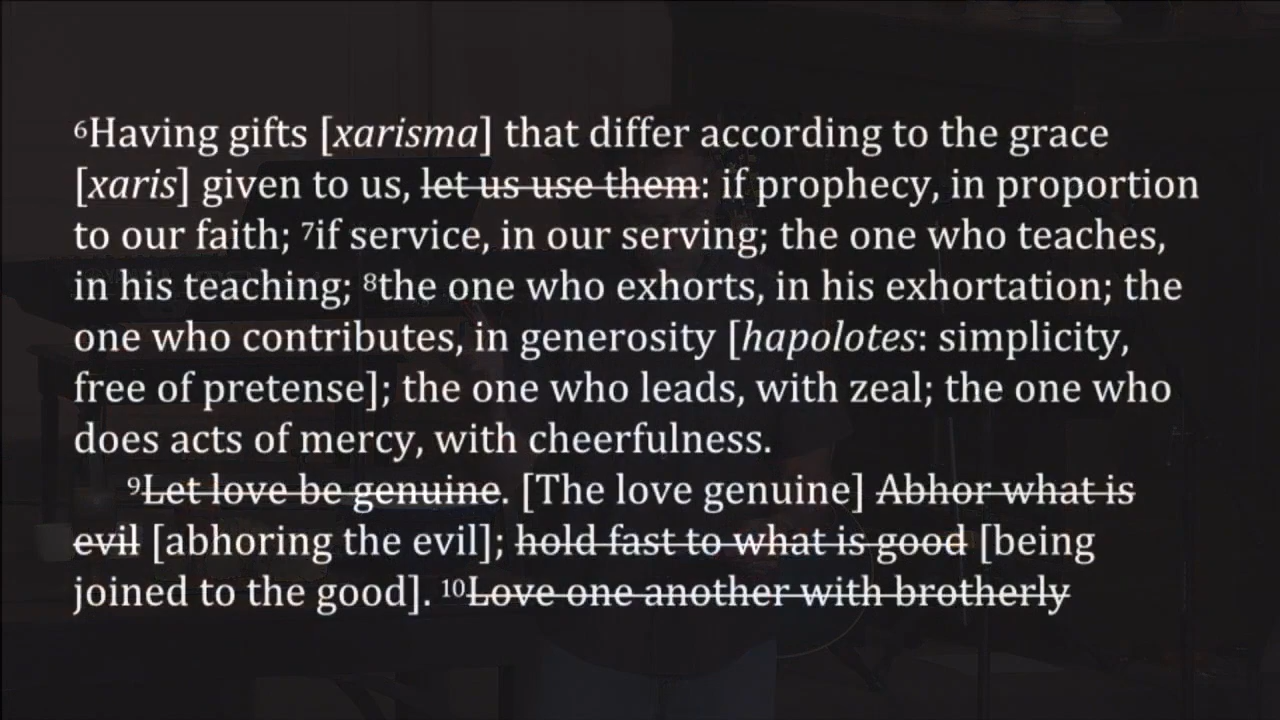 ⁶Having gifts [xarisma] that differ according to the grace
[xaris] given to us, let us use them: if prophecy, in proportion
to our faith; ⁷if service, in our serving; the one who teaches,
in his teaching; ⁸the one who exhorts, in his exhortation; the
one who contributes, in generosity [hapolotes: simplicity,
free of pretense]; the one who leads, with zeal; the one who
does acts of mercy, with cheerfulness.
⁹Let love be genuine. [The love genuine] Abhor what is
evil [abhoring the evil]; hold fast to what is good [being
joined to the good]. ¹⁰Love one another with brotherly